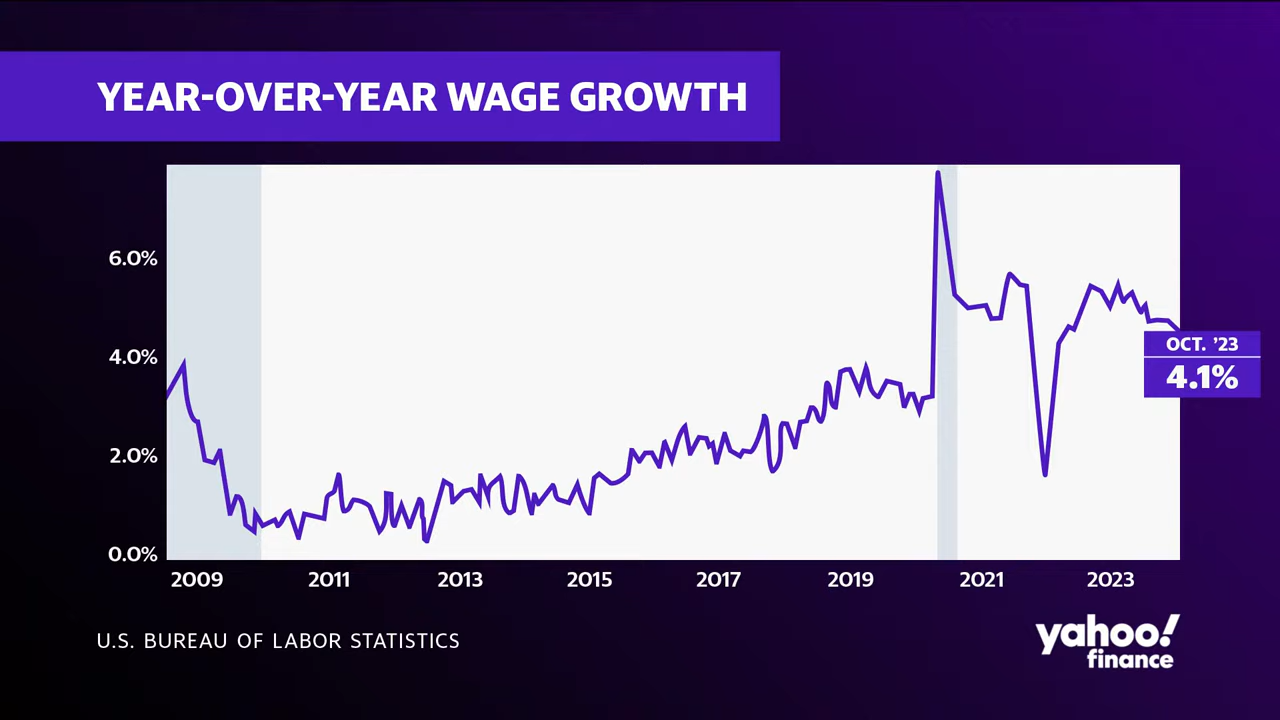 YEAR-OVER-YEAR WAGE GROWTH
6.0%
4.0%
2.0%
0.0%
OCT. ’23
4.1%
2009 2011 2013 2015 2017 2019 2021 2023
U.S. BUREAU OF LABOR STATISTICS
yahoo!
finance